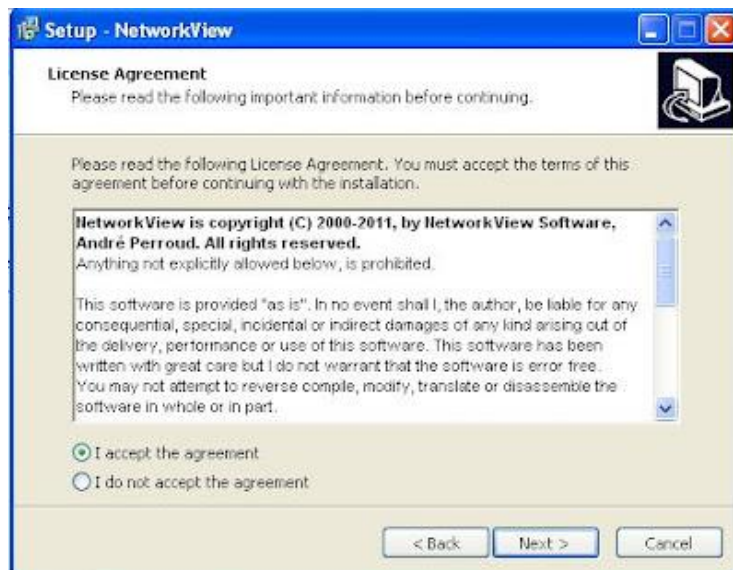 Setup - NetworkView
License Agreement
Please read the following important information before continuing.
Please read the following License Agreement. You must accept the terms of this
agreement before continuing with the installation.
NetworkView is copyright (C) 2000-2011, by NetworkView Software,
André Perroud. All rights reserved.
Anything not explicitly allowed below, is prohibited.
This software is provided "as is". In no event shall I, the author, be liable for any
consequential, special, incidental or indirect damages of any kind arising out of
the delivery, performance or use of this software. This software has been
written with great care but I do not warrant that the software is error free.
You may not attempt to reverse compile, modify, translate or disassemble the
software in whole or in part.
I accept the agreement
I do not accept the agreement
< Back
Next >
Cancel